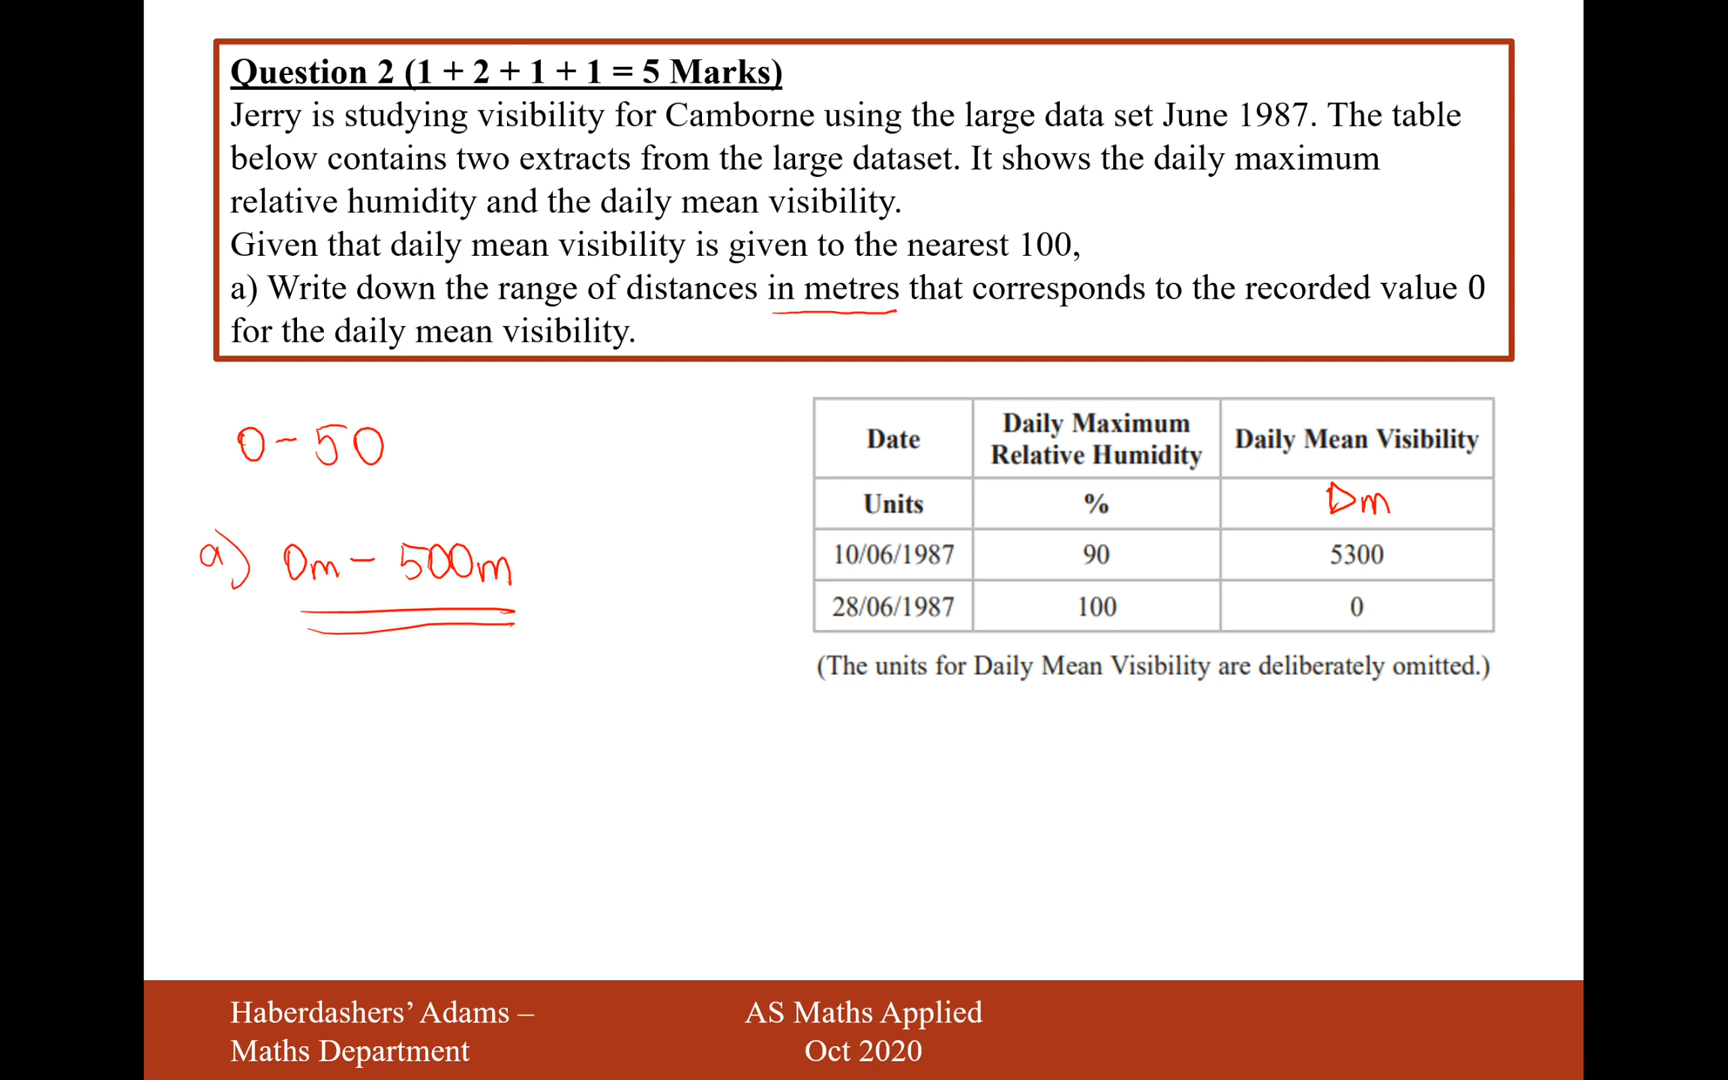 Question 2 (1 + 2 + 1 + 1 = 5 Marks)
Jerry is studying visibility for Camborne using the large data set June 1987. The table
below contains two extracts from the large dataset. It shows the daily maximum
relative humidity and the daily mean visibility.
Given that daily mean visibility is given to the nearest 100,
a) Write down the range of distances in metres that corresponds to the recorded value 0
for the daily mean visibility.
0 - 50
a) 0m - 500m
Date Daily Maximum Relative Humidity Daily Mean Visibility
Units % Dm
10/06/1987 90 5300
28/06/1987 100 0
(The units for Daily Mean Visibility are deliberately omitted.)
Haberdashers’ Adams –
Maths Department
AS Maths Applied
Oct 2020